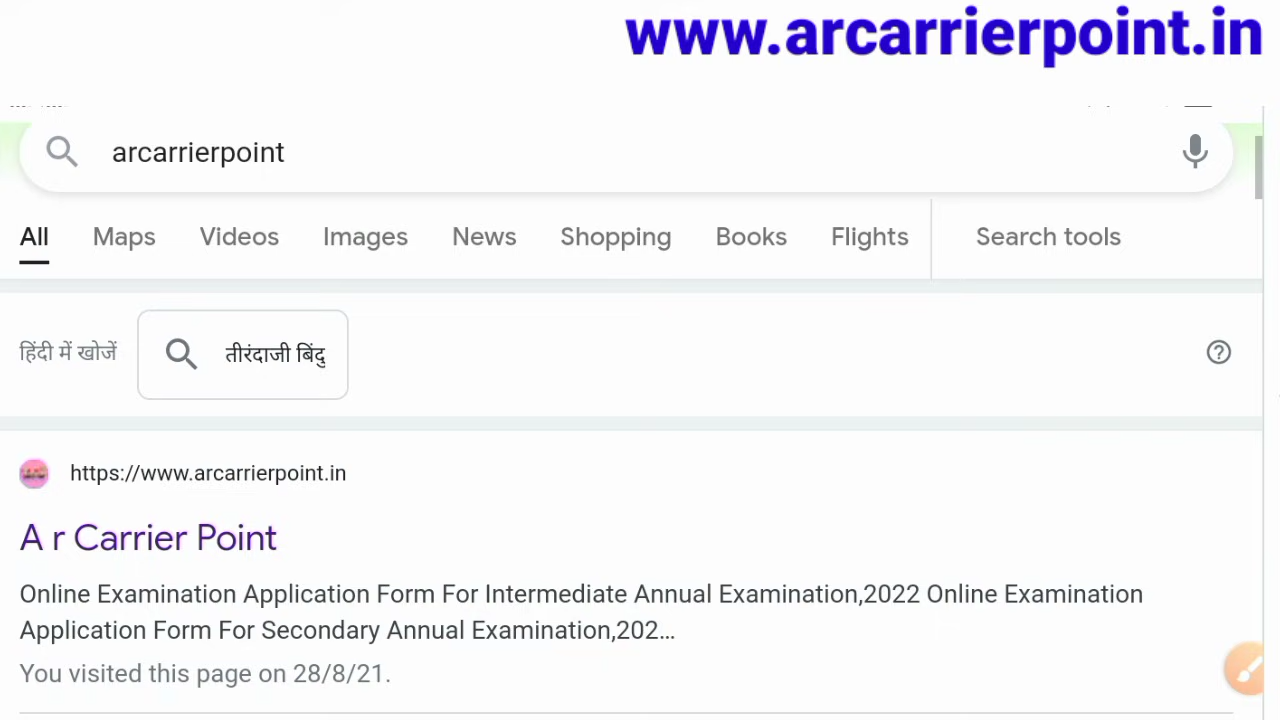 www.arcarrierpoint.in
arcarrierpoint
All Maps Videos Images News Shopping Books Flights Search tools
हिंदी में खोजें तीरंदाजी बिंदु
https://www.arcarrierpoint.in
A r Carrier Point
Online Examination Application Form For Intermediate Annual Examination,2022 Online Examination
Application Form For Secondary Annual Examination,202...
You visited this page on 28/8/21.